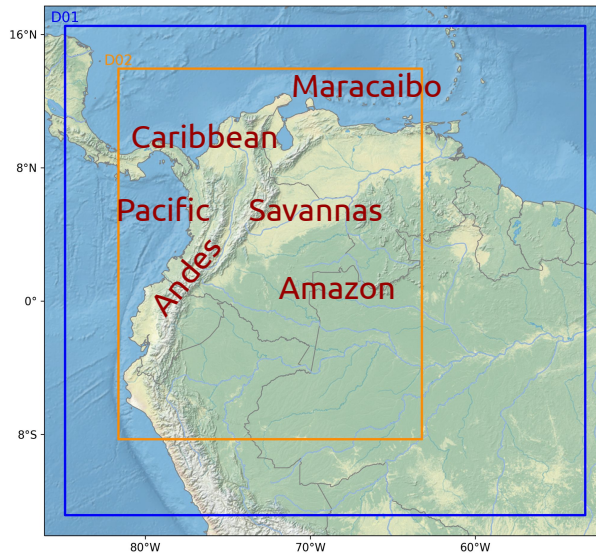 D01
16°N
D02
Maracaibo
Caribbean
8°N
Pacific
Savannas
Andes
Amazon
0°
8°S
80°W
70°W
60°W